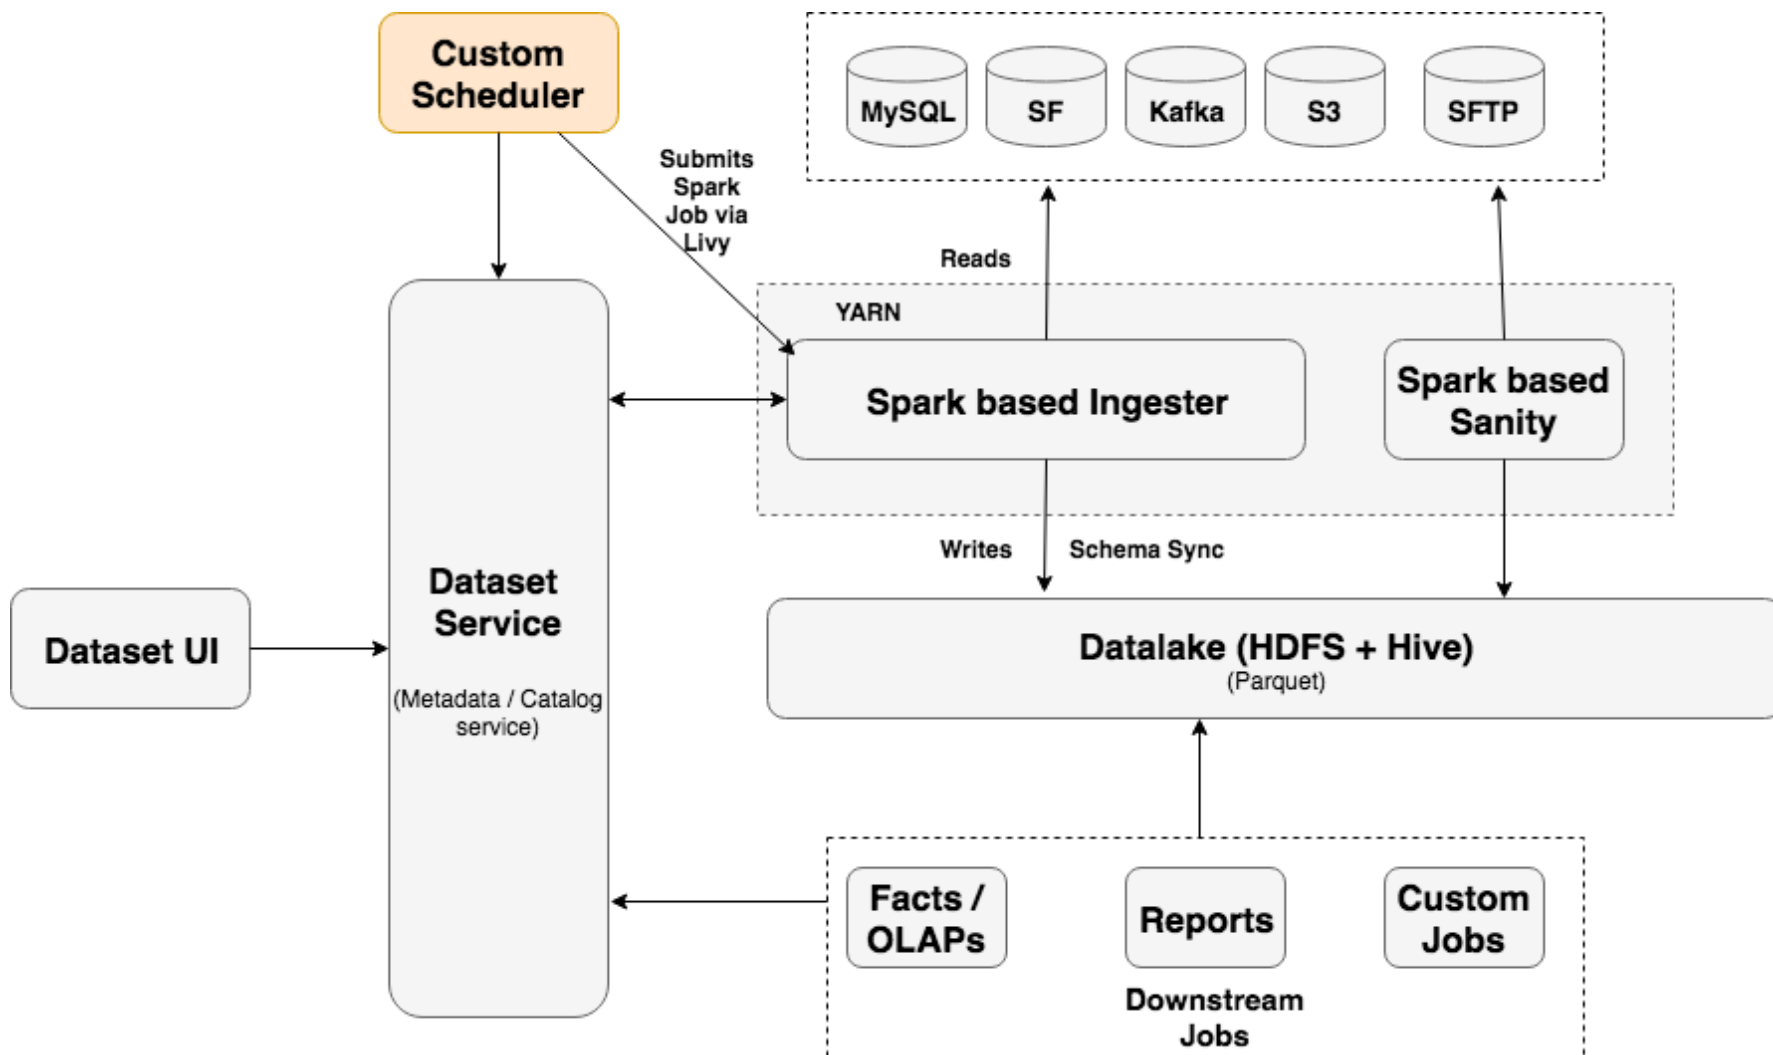 Custom
Scheduler
MySQL
SF
Kafka
S3
SFTP
Submits
Spark
Job via
Livy
Reads
YARN
Spark based Ingester
Spark based
Sanity
Writes
Schema Sync
Dataset
Service
(Metadata / Catalog
service)
Dataset UI
Datalake (HDFS + Hive)
(Parquet)
Facts /
OLAPs
Reports
Custom
Jobs
Downstream
Jobs